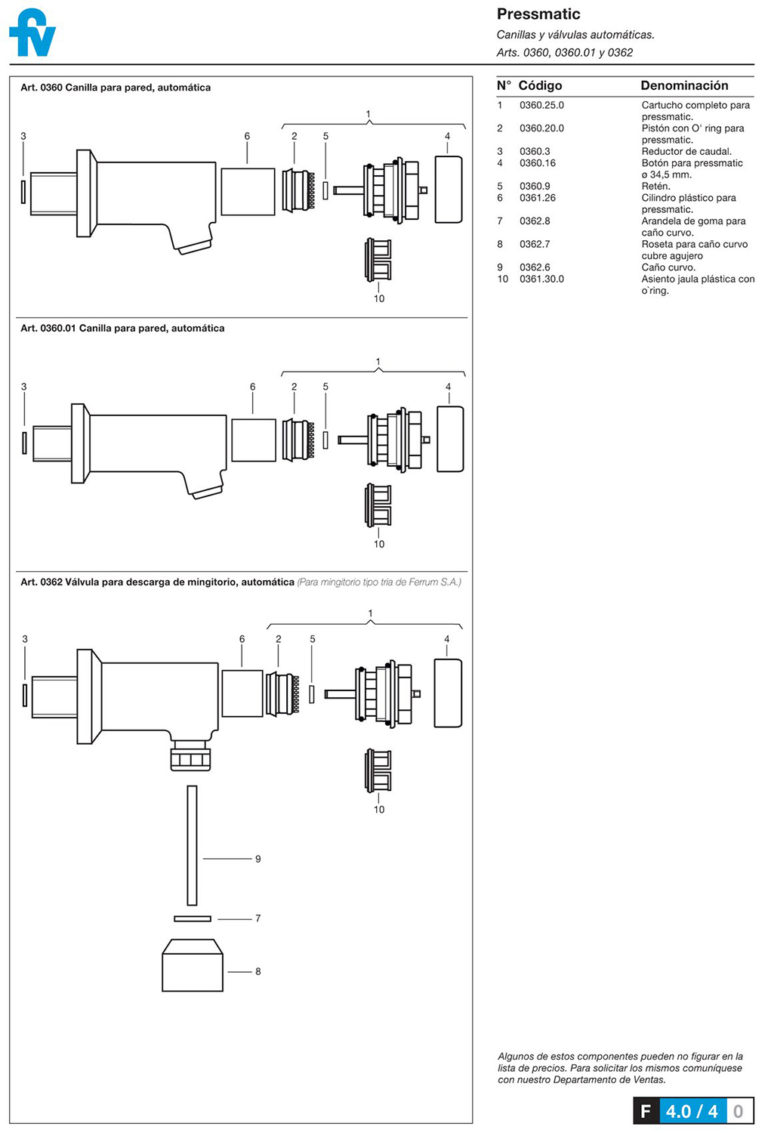 fv
Pressmatic
Canillas y válvulas automáticas.
Arts. 0360, 0360.01 y 0362
Art. 0360 Canilla para pared, automática
1
3
6
2
5
4
10
Art. 0360.01 Canilla para pared, automática
1
3
6
2
5
4
10
Art. 0362 Válvula para descarga de mingitorio, automática (Para mingitorio tipo tria de Ferrum S.A.)
1
3
6
2
5
4
10
9
7
8
N° Código Denominación
1 0360.25.0 Cartucho completo para
pressmatic.
2 0360.20.0 Pistón con O' ring para
pressmatic.
3 0360.3 Reductor de caudal.
4 0360.16 Botón para pressmatic
ø 34,5 mm.
5 0360.9 Retén.
6 0361.26 Cilindro plástico para
pressmatic.
7 0362.8 Arandela de goma para
caño curvo.
8 0362.7 Roseta para caño curvo
cubre agujero
9 0362.6 Caño curvo.
10 0361.30.0 Asiento jaula plástica con
o`ring.
Algunos de estos componentes pueden no figurar en la
lista de precios. Para solicitar los mismos comuníquese
con nuestro Departamento de Ventas.
F 4.0 / 4 0